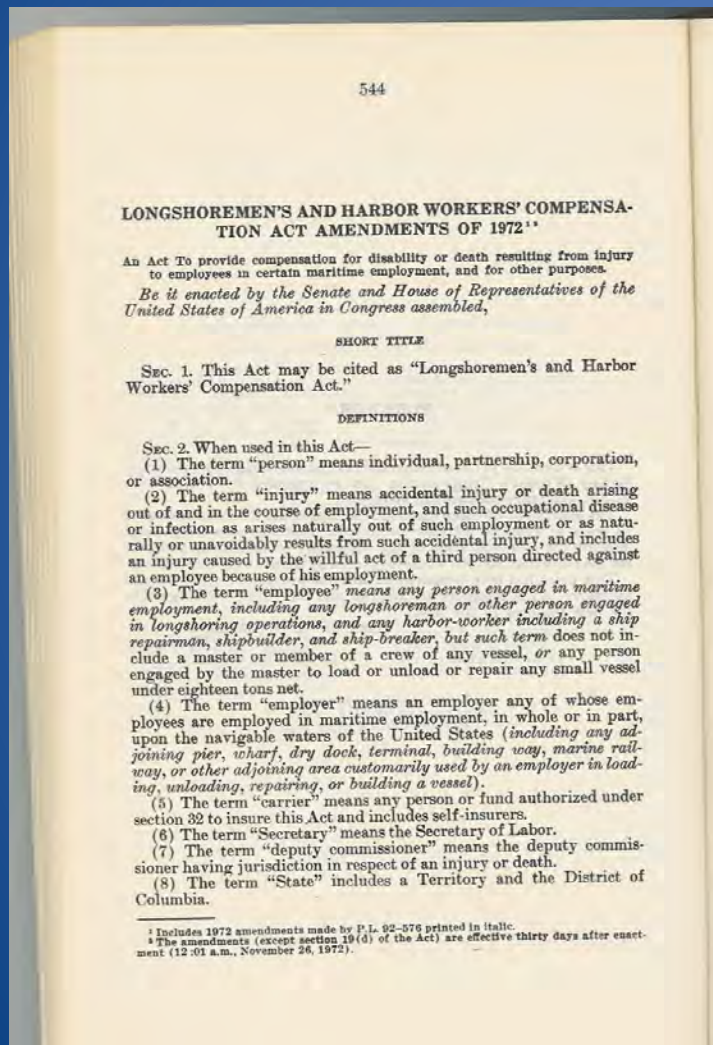 544
LONGSHOREMEN'S AND HARBOR WORKERS' COMPENSA-
TION ACT AMENDMENTS OF 1972¹ ²
An Act To provide compensation for disability or death resulting from injury
to employees in certain maritime employment, and for other purposes.
Be it enacted by the Senate and House of Representatives of the
United States of America in Congress assembled,
SHORT TITLE
SEC. 1. This Act may be cited as "Longshoremen's and Harbor
Workers' Compensation Act."
DEFINITIONS
SEC. 2. When used in this Act—
(1) The term "person" means individual, partnership, corporation,
or association.
(2) The term "injury" means accidental injury or death arising
out of and in the course of employment, and such occupational disease
or infection as arises naturally out of such employment or as natu-
rally or unavoidably results from such accidental injury, and includes
an injury caused by the willful act of a third person directed against
an employee because of his employment.
(3) The term "employee" means any person engaged in maritime
employment, including any longshoreman or other person engaged
in longshoring operations, and any harbor-worker including a ship
repairman, shipbuilder, and ship-breaker, but such term does not in-
clude a master or member of a crew of any vessel, or any person
engaged by the master to load or unload or repair any small vessel
under eighteen tons net.
(4) The term "employer" means an employer any of whose em-
ployees are employed in maritime employment, in whole or in part,
upon the navigable waters of the United States (including any ad-
joining pier, wharf, dry dock, terminal, building way, marine rail-
way, or other adjoining area customarily used by an employer in load-
ing, unloading, repairing, or building a vessel).
(5) The term "carrier" means any person or fund authorized under
section 32 to insure this Act and includes self-insurers.
(6) The term "Secretary" means the Secretary of Labor.
(7) The term "deputy commissioner" means the deputy commis-
sioner having jurisdiction in respect of an injury or death.
(8) The term "State" includes a Territory and the District of
Columbia.
¹ Includes 1972 amendments made by P.L. 92-576 printed in italic.
² The amendments (except section 19(d) of the Act) are effective thirty days after enact-
ment (12:01 a.m., November 26, 1972).